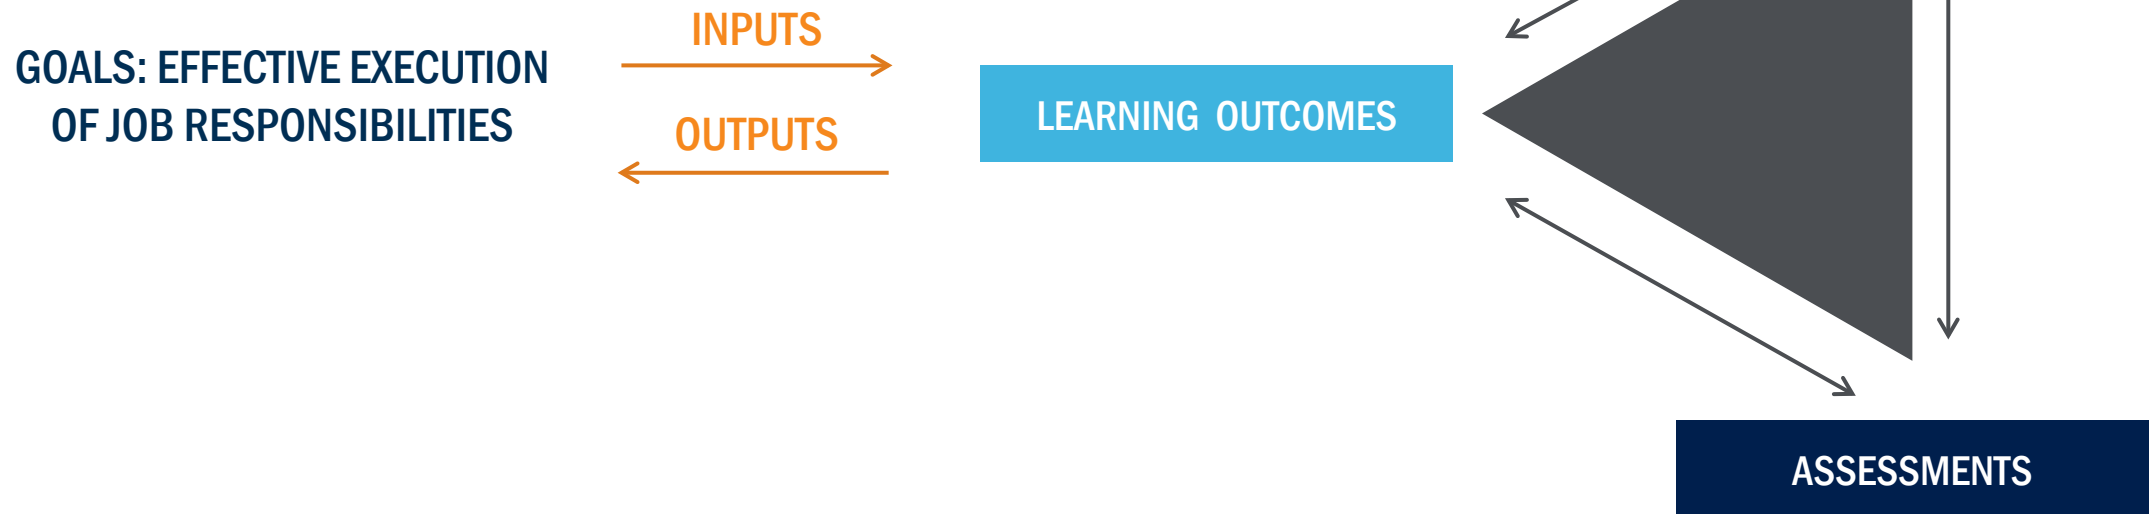 GOALS: EFFECTIVE EXECUTION
OF JOB RESPONSIBILITIES
INPUTS
OUTPUTS
LEARNING OUTCOMES
ASSESSMENTS